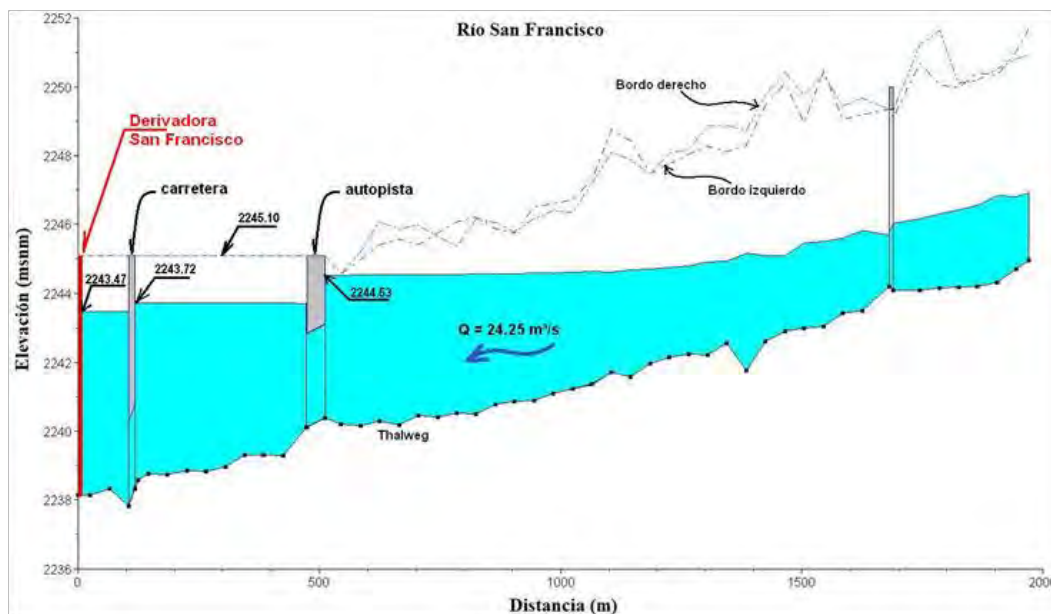 Río San Francisco
2252
2250
2248
2246
2244
2242
2240
2238
2236
Elevación (msnm)
Derivadora
San Francisco
carretera
autopista
2245.10
2243.47
2243.72
2244.53
Bordo derecho
Bordo izquierdo
Q = 24.25 m³/s
Thalweg
0
500
1000
1500
2000
Distancia (m)